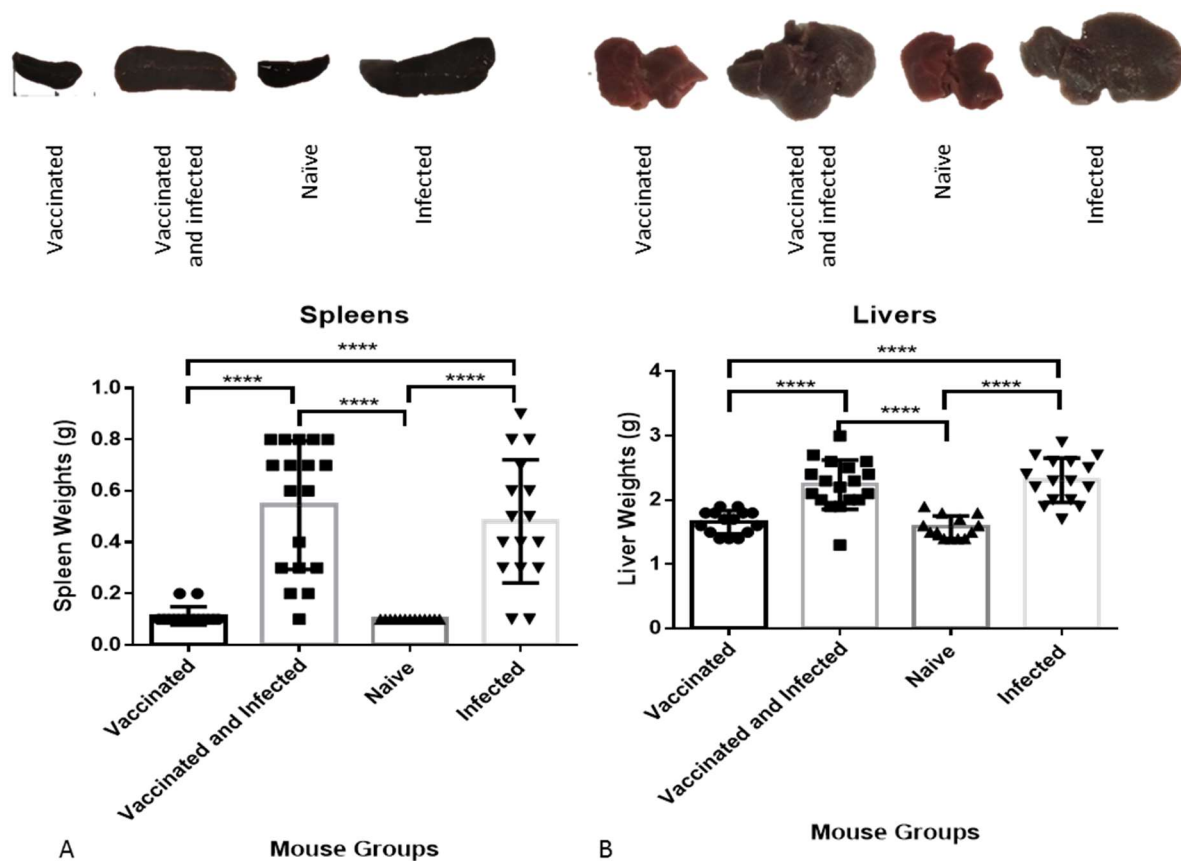 Vaccinated
Vaccinated
and infected
Naïve
Infected
Vaccinated
Vaccinated
and infected
Naïve
Infected
Spleens
****
****
****
****
Spleen Weights (g)
1.0
0.8
0.6
0.4
0.2
0.0
Vaccinated
Vaccinated and Infected
Naive
Infected
A
Mouse Groups
Livers
****
****
****
****
Liver Weights (g)
4
3
2
1
0
Vaccinated
Vaccinated and Infected
Naive
Infected
B
Mouse Groups